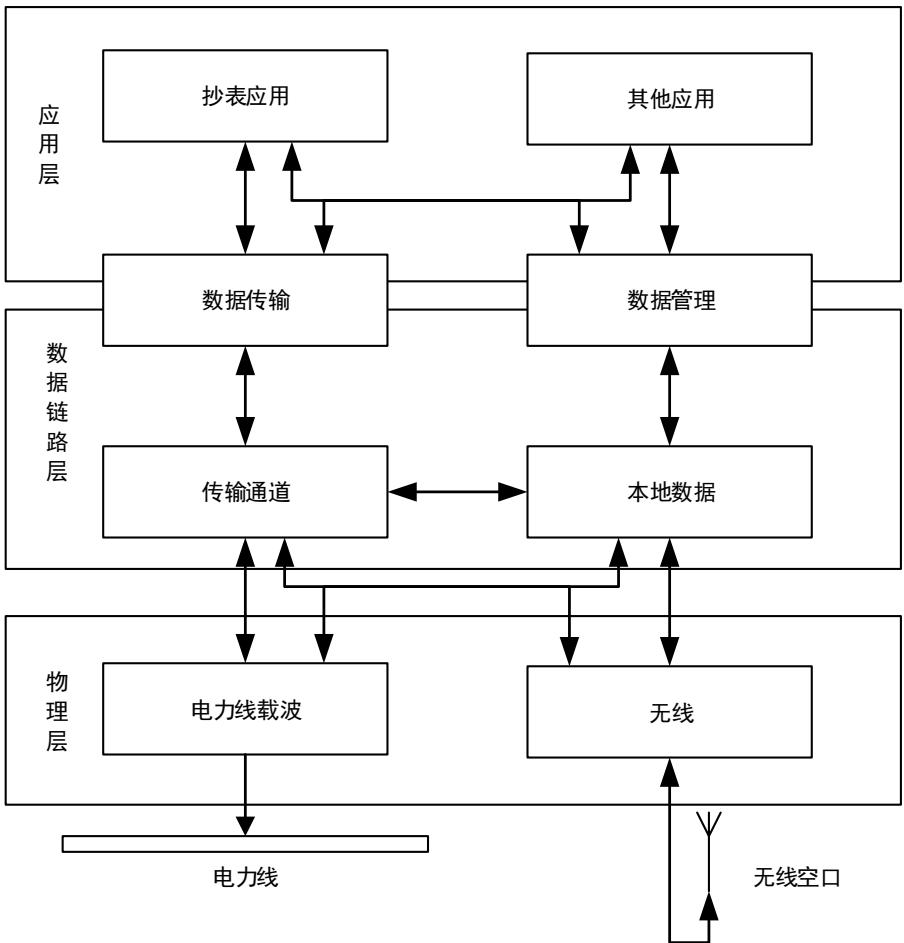 应用层
抄表应用
其他应用
数据传输
数据管理
数据链路层
传输通道
本地数据
物理层
电力线载波
无线
电力线
无线空口